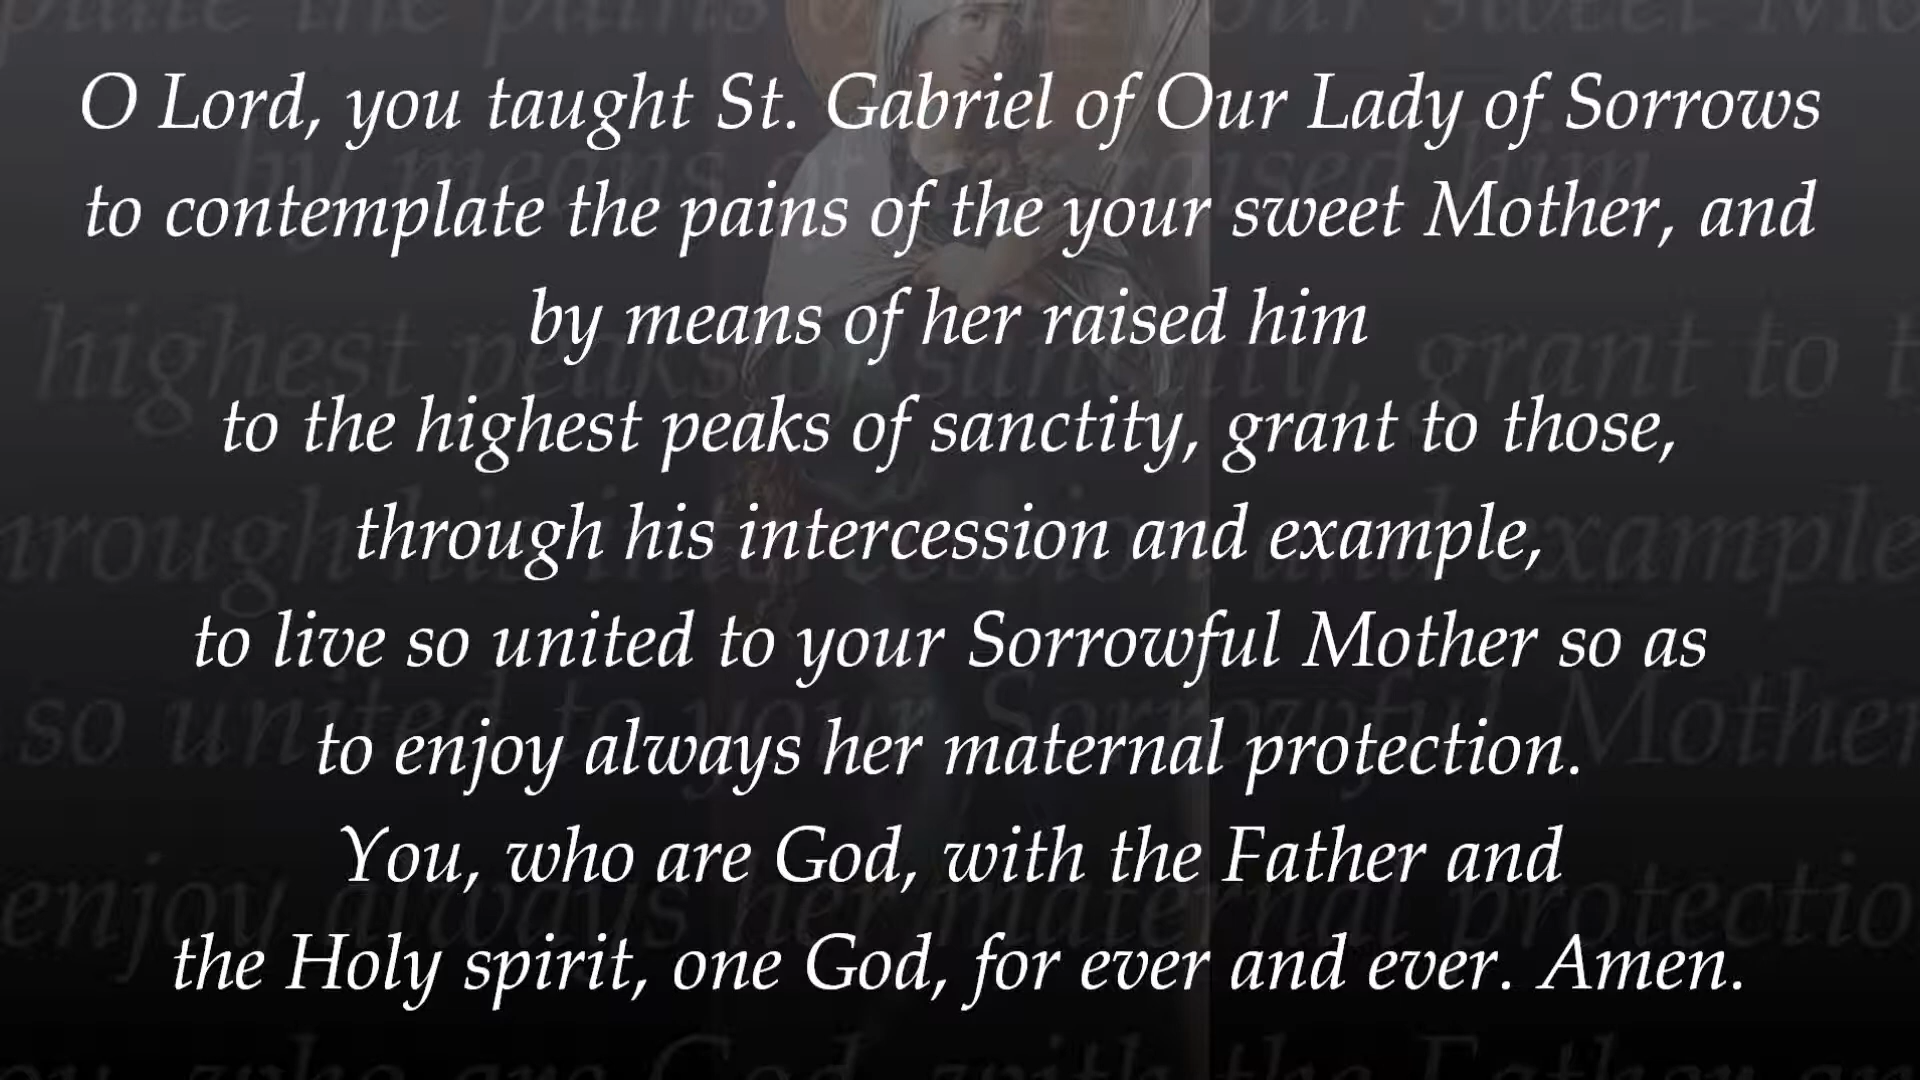 O Lord, you taught St. Gabriel of Our Lady of Sorrows
to contemplate the pains of the your sweet Mother, and
by means of her raised him
to the highest peaks of sanctity, grant to those,
through his intercession and example,
to live so united to your Sorrowful Mother so as
to enjoy always her maternal protection.
You, who are God, with the Father and
the Holy spirit, one God, for ever and ever. Amen.